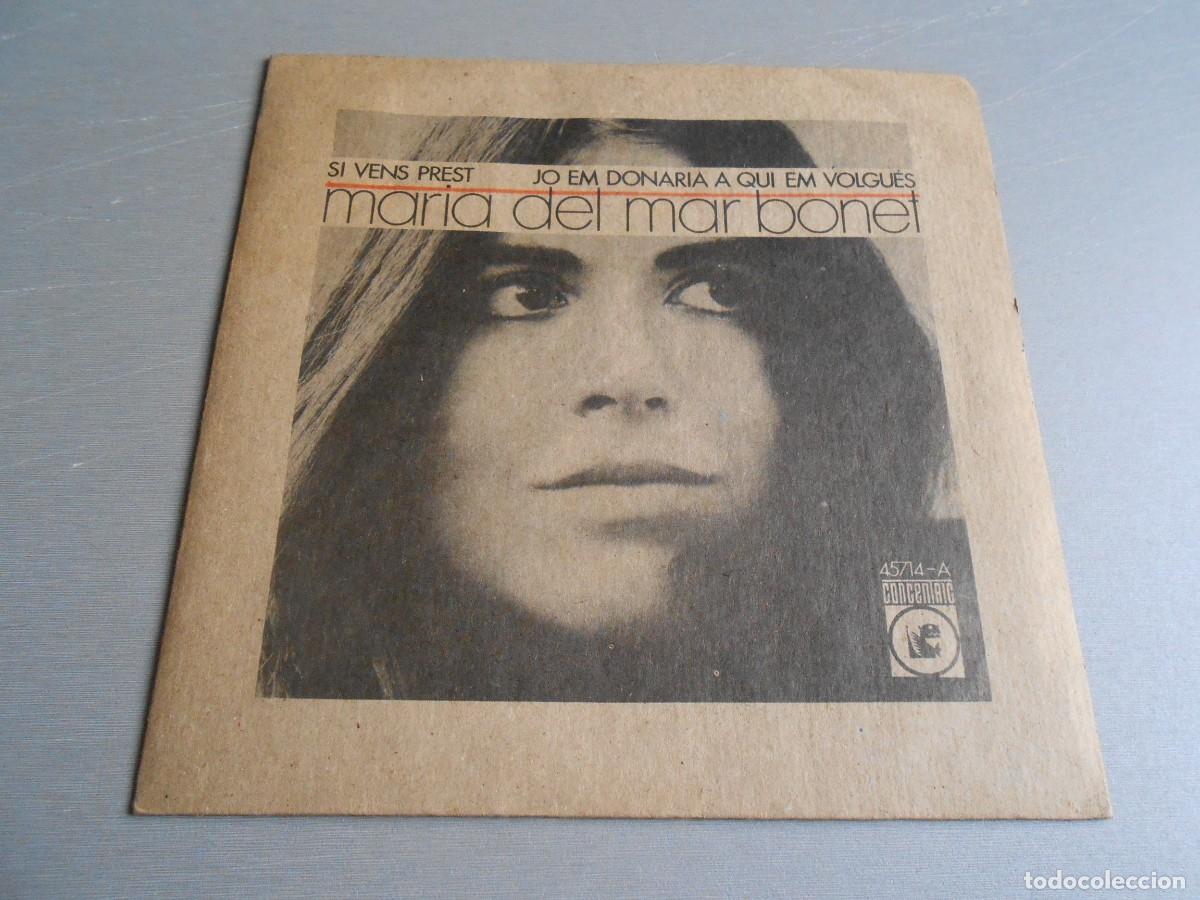 SI VENS PREST JO EM DONARIA A QUI EM VOLGUÉS
maria del mar bonet
45714-A
concentric
todocoleccion